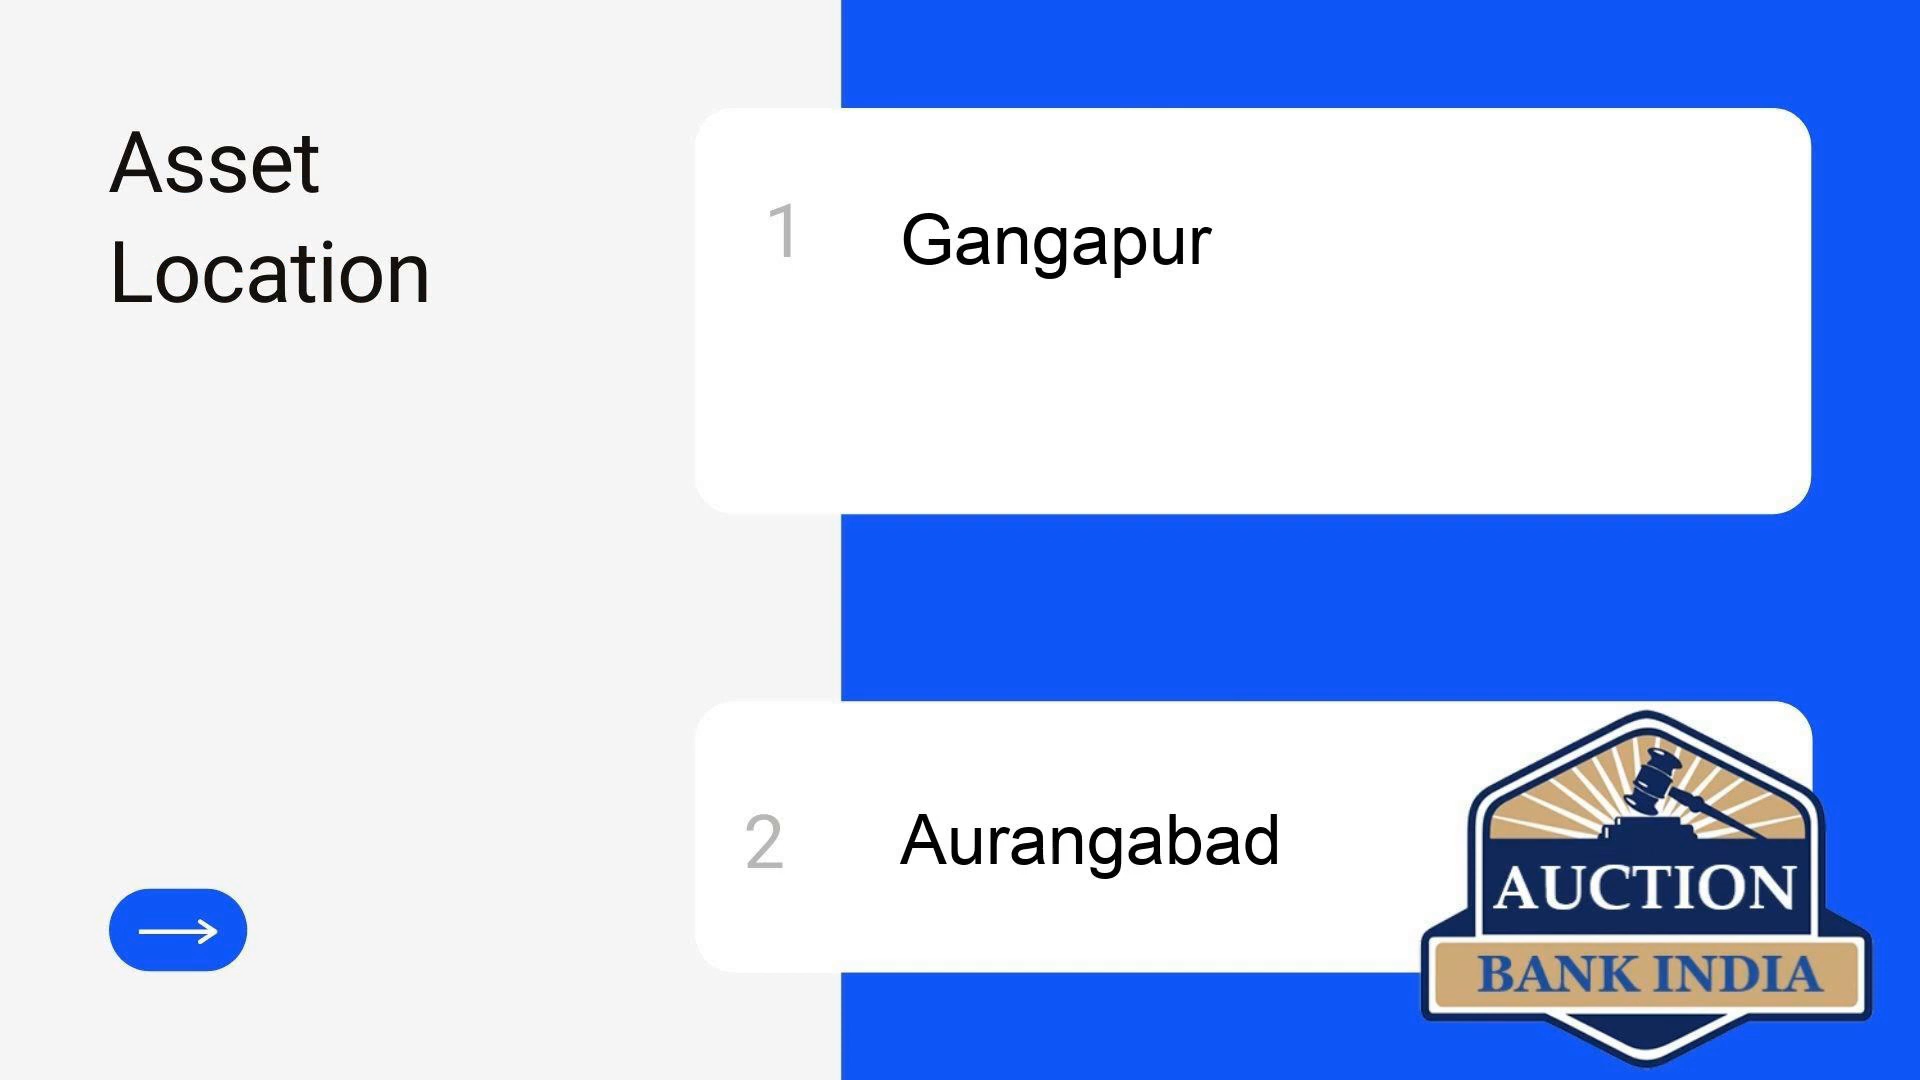 Asset
Location
1
Gangapur
2
Aurangabad
AUCTION
BANK INDIA